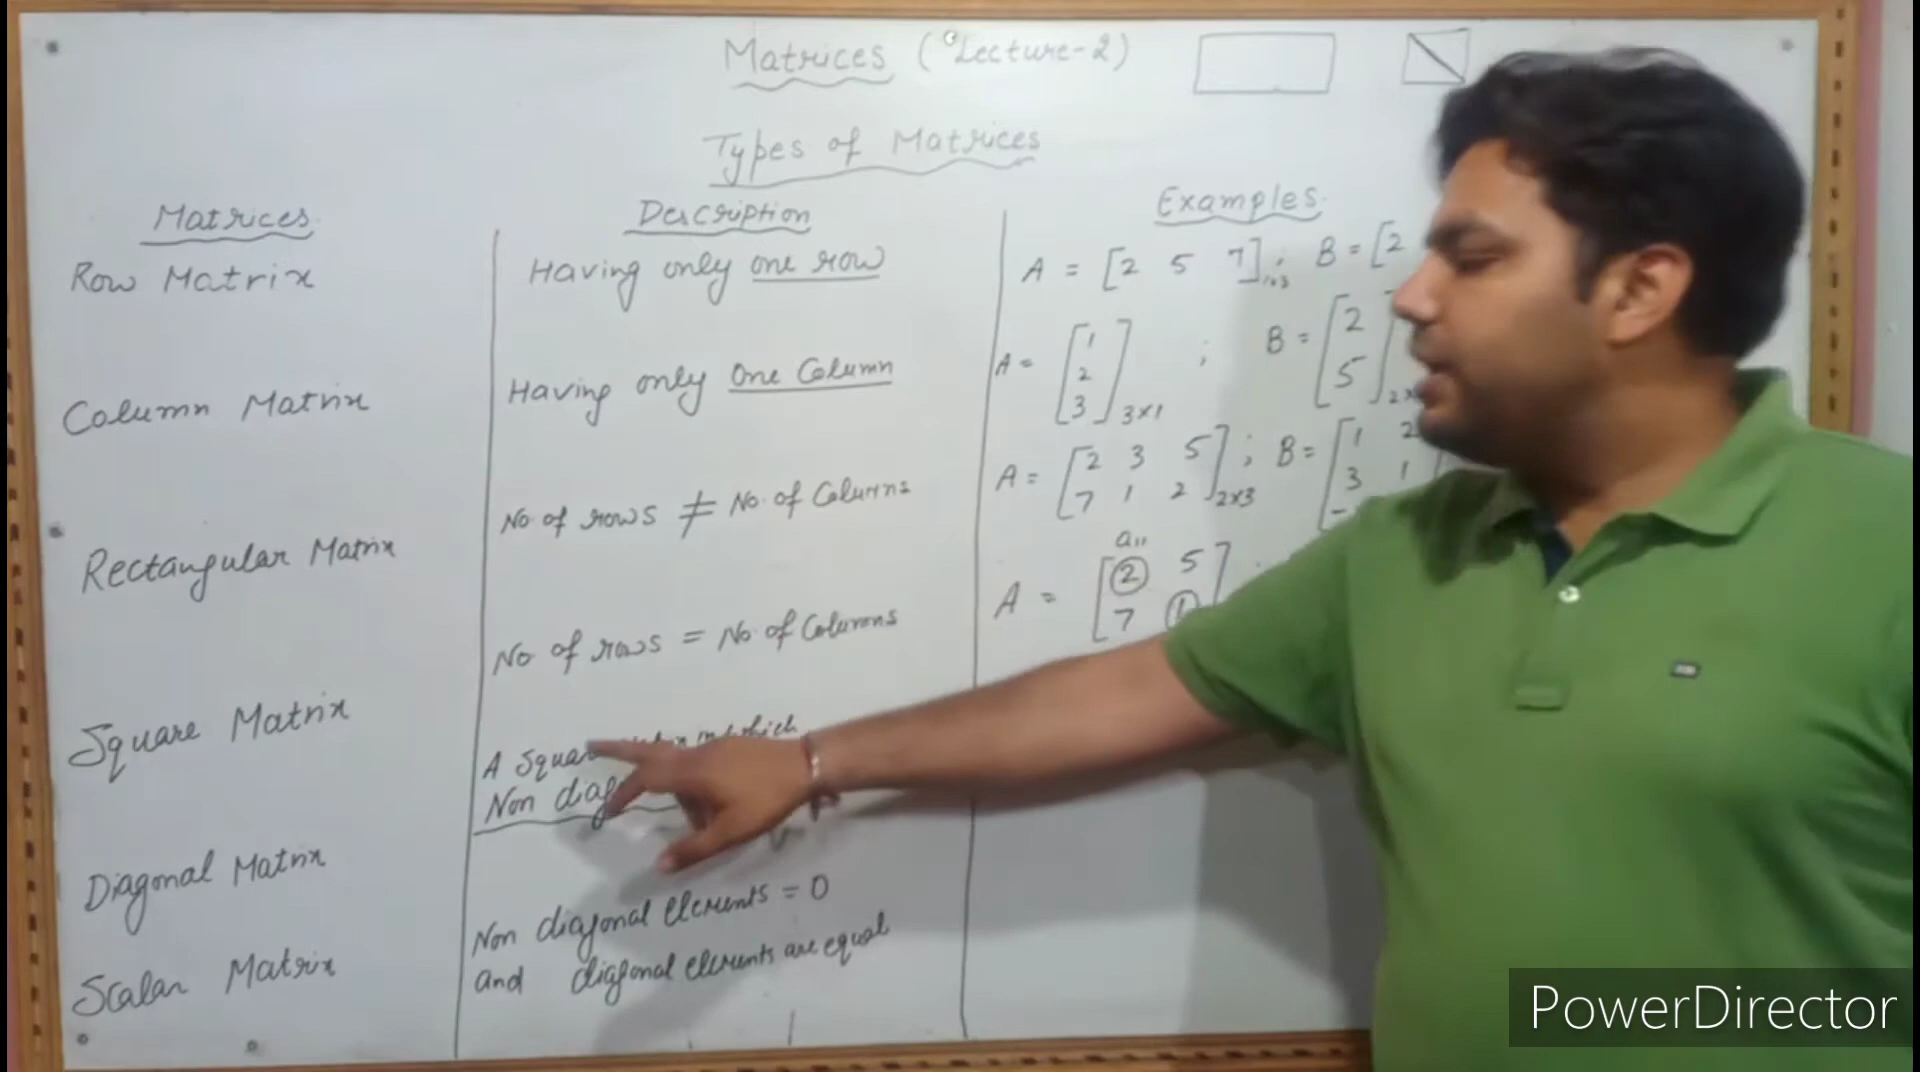 Matrices (Lecture-2)
Types of Matrices
Matrices
Description
Examples
Row Matrix
Having only one row
A = [2 5 7]1×3 ; B = [2
Column Matrix
Having only One Column
A = [1 2 3]3×1 ; B = [2 5]
Rectangular Matrix
No. of rows ≠ No. of Columns
A = [2 3 5
7 1 2]2×3 ; B = [1 2
3 1
Square Matrix
No of rows = No. of Columns
a11
A = [2 5
7 1
Diagonal Matrix
A Square which
Non
Scalar Matrix
Non diagonal elements = 0
and diagonal elements are equal
PowerDirector